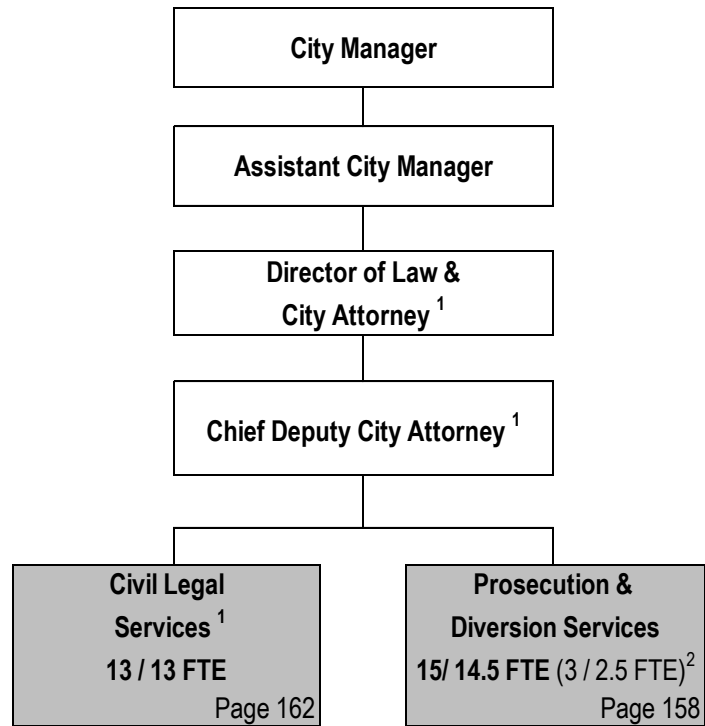 City Manager
Assistant City Manager
Director of Law &
City Attorney 1
Chief Deputy City Attorney 1
Civil Legal
Services 1
13 / 13 FTE
Page 162
Prosecution &
Diversion Services
15/ 14.5 FTE (3 / 2.5 FTE)2
Page 158